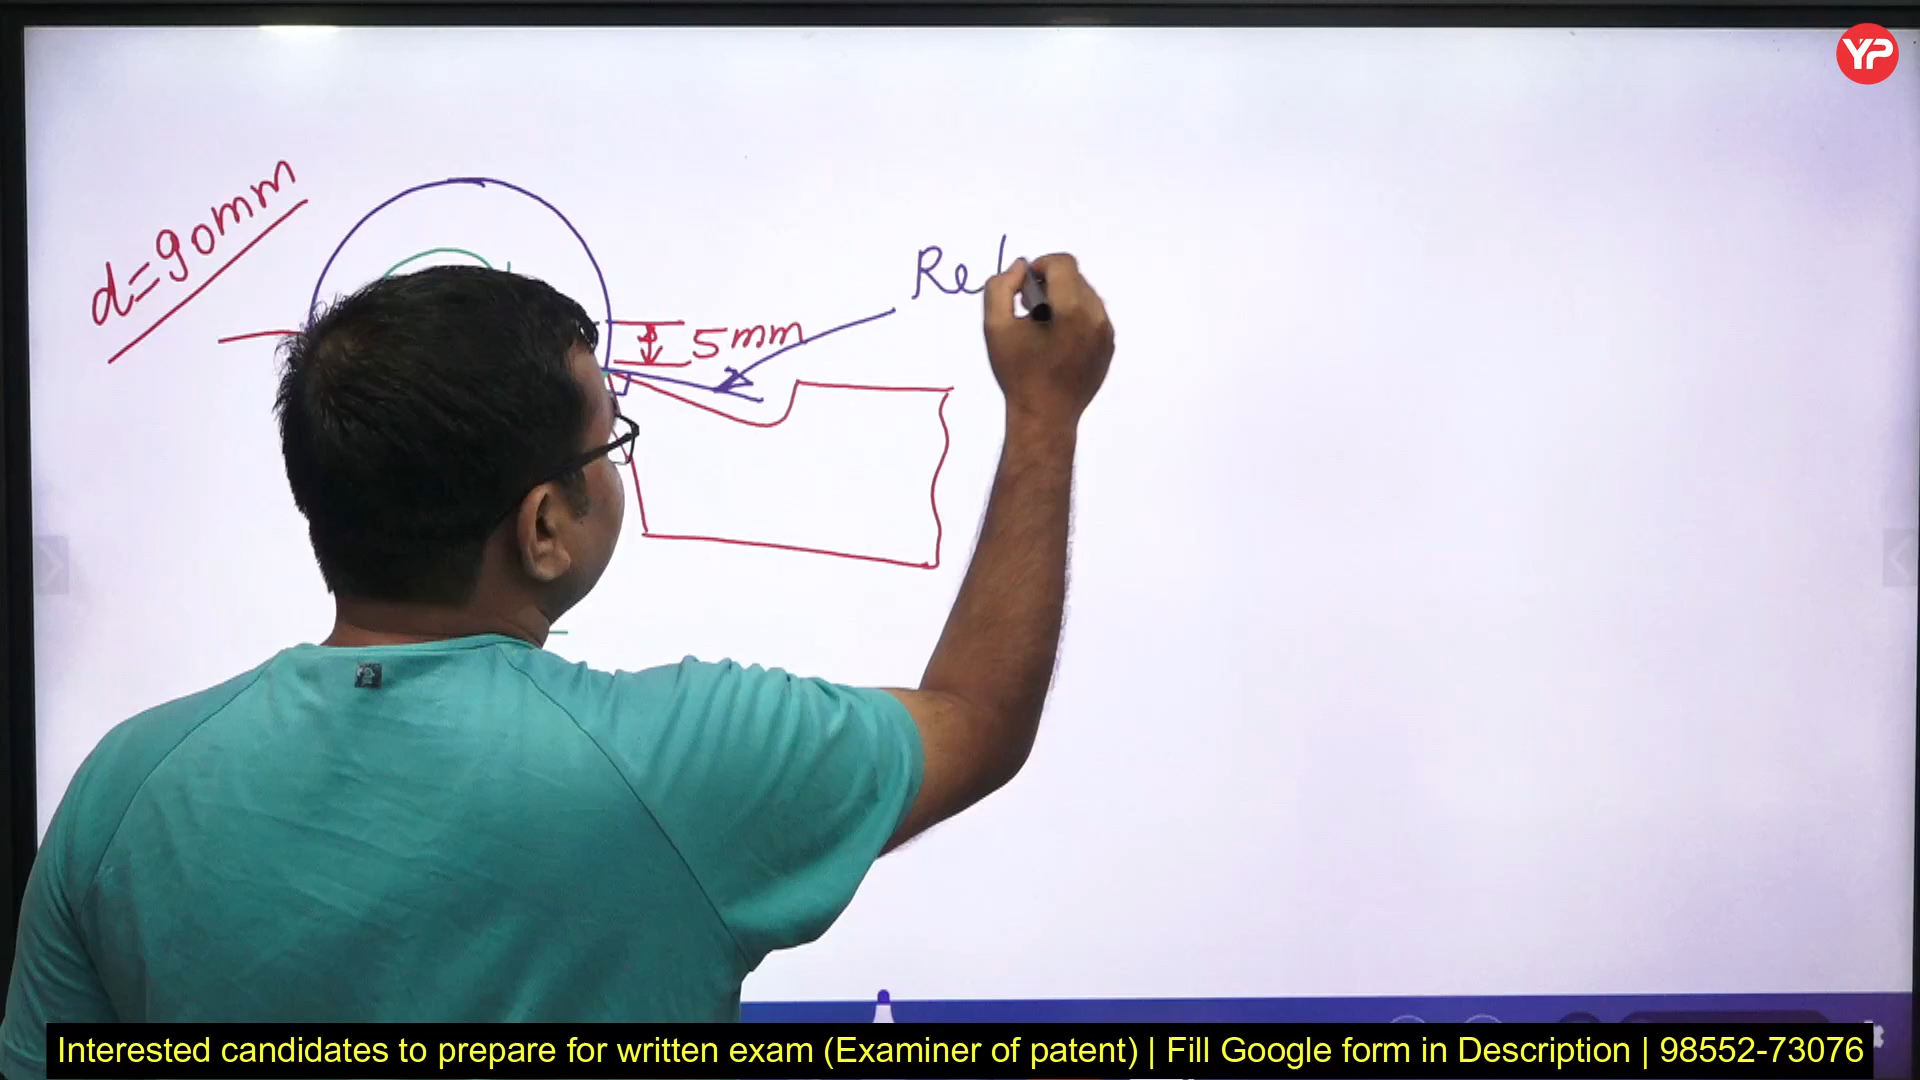 YP
d=90mm
5mm
Interested candidates to prepare for written exam (Examiner of patent) | Fill Google form in Description | 98552-73076